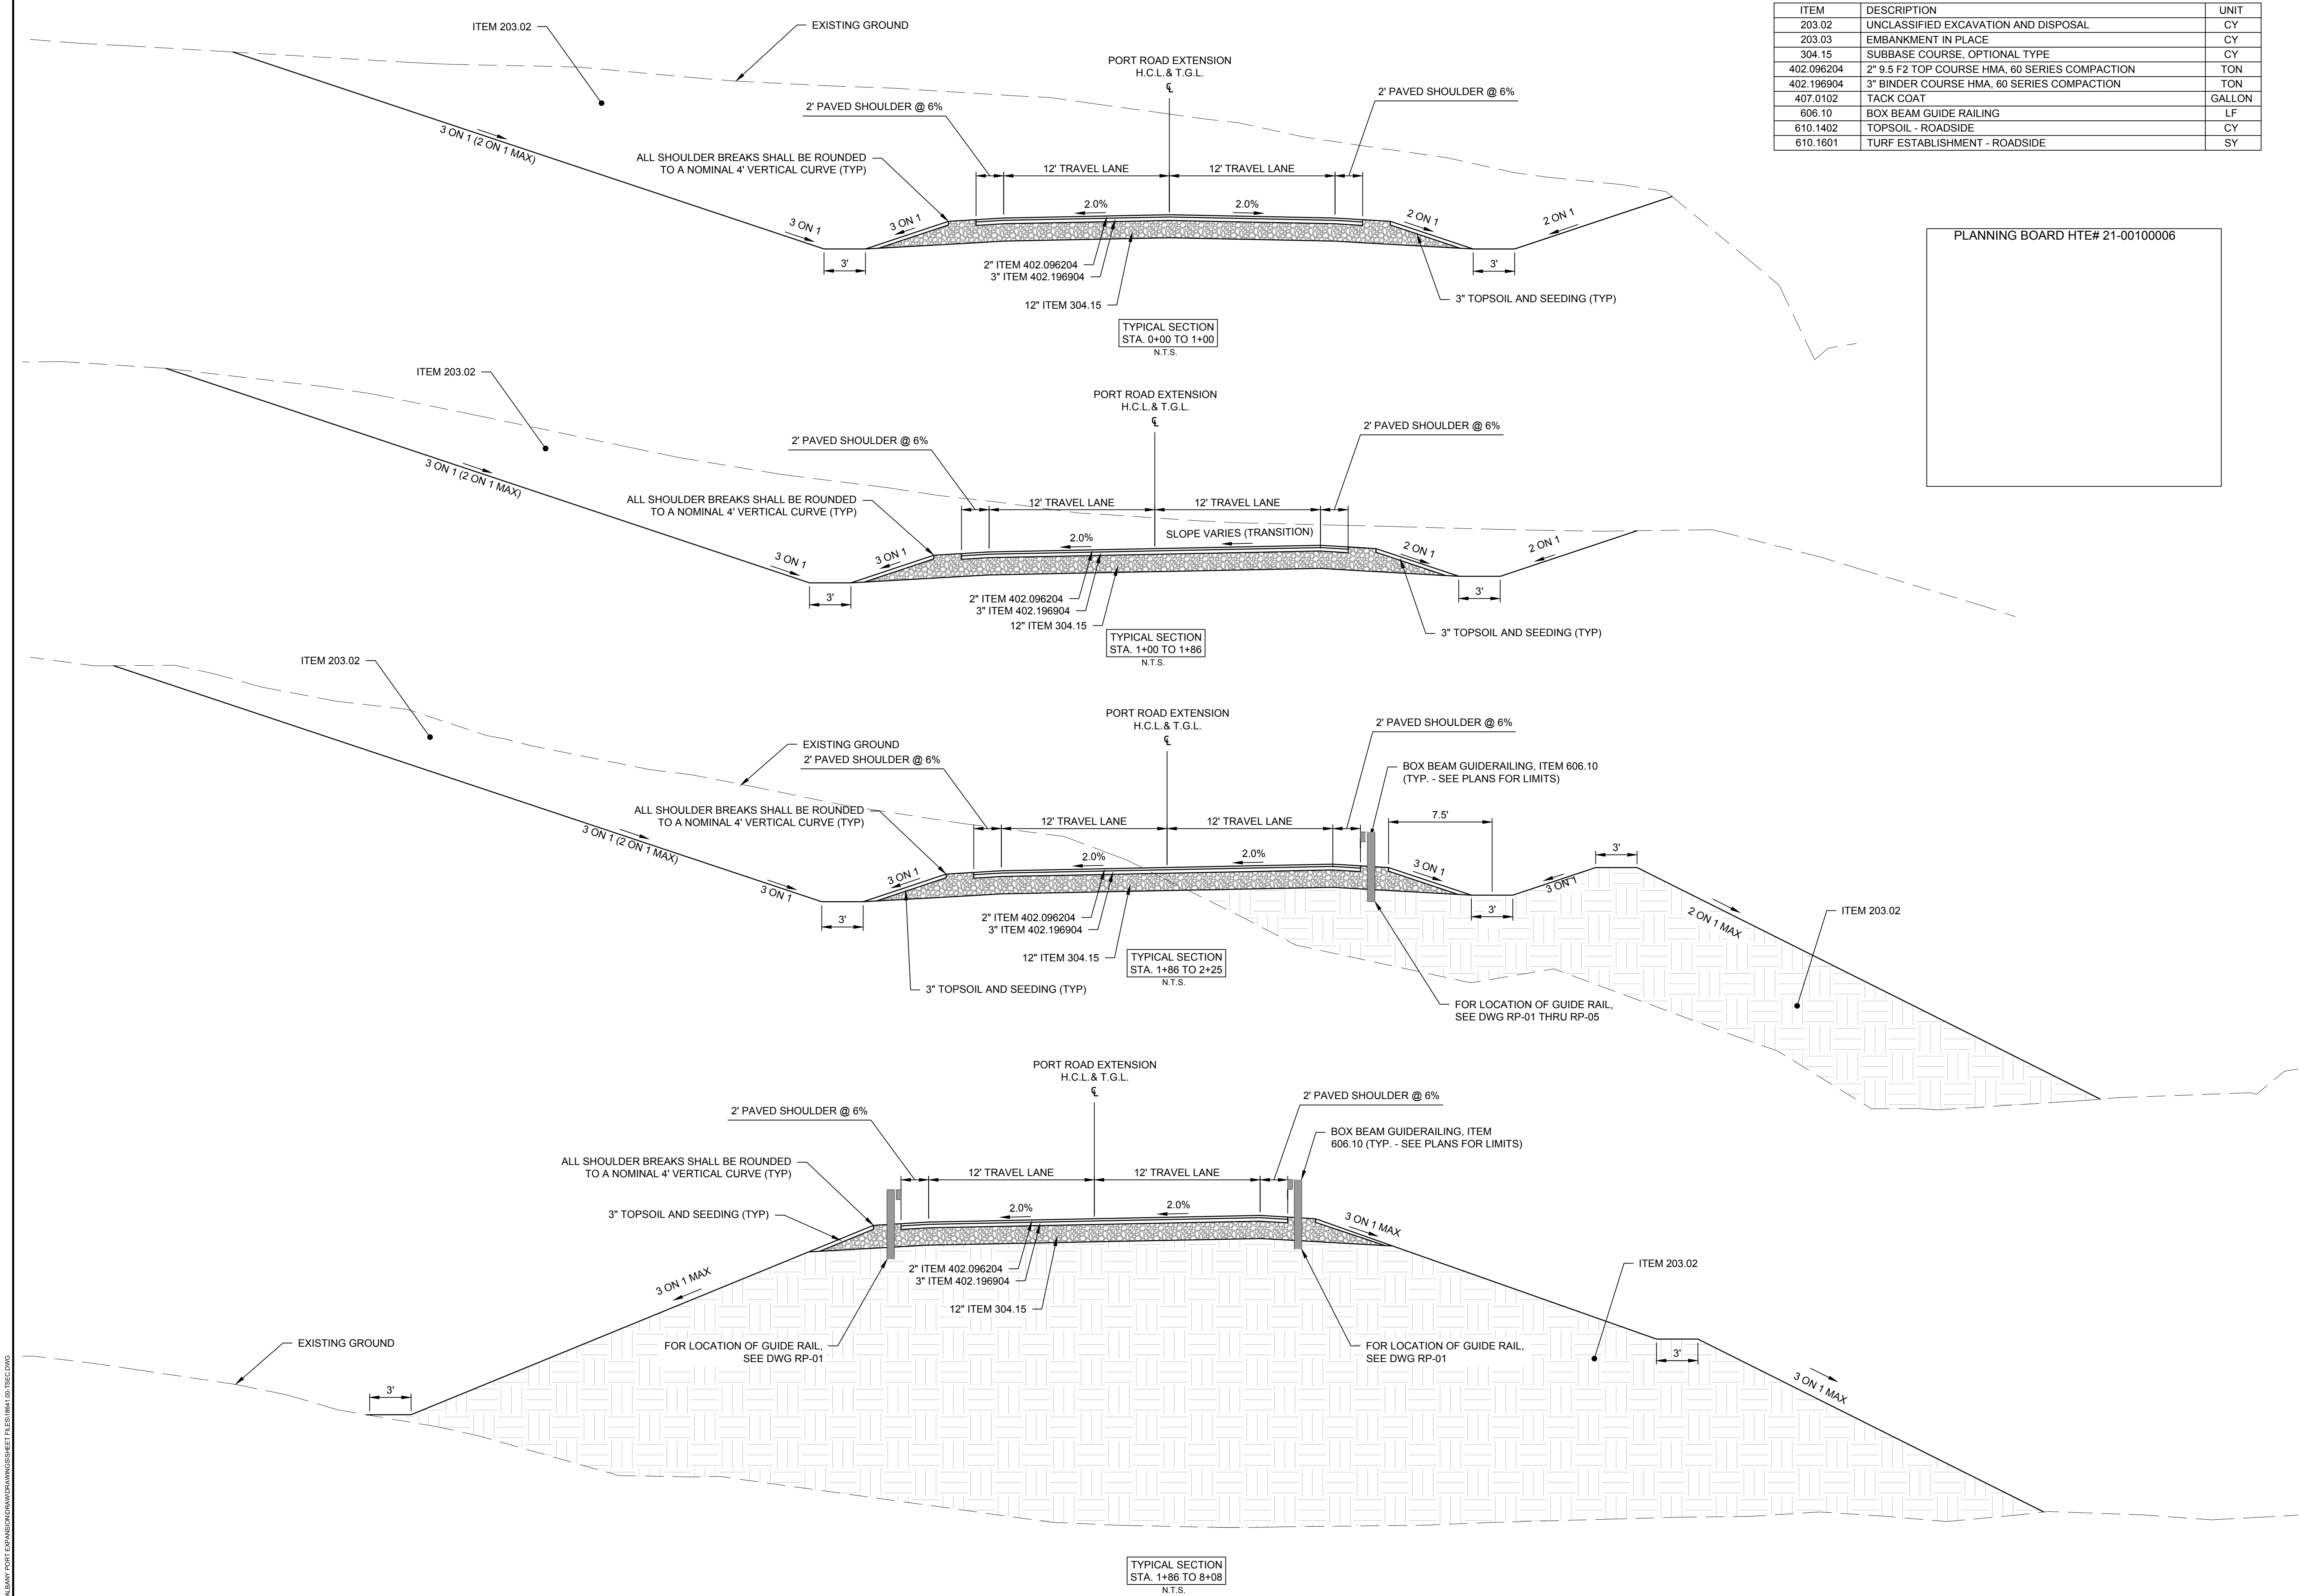 ITEM DESCRIPTION UNIT
203.02 UNCLASSIFIED EXCAVATION AND DISPOSAL CY
203.03 EMBANKMENT IN PLACE CY
304.15 SUBBASE COURSE, OPTIONAL TYPE CY
402.096204 2" 9.5 F2 TOP COURSE HMA, 60 SERIES COMPACTION TON
402.196904 3" BINDER COURSE HMA, 60 SERIES COMPACTION TON
407.0102 TACK COAT GALLON
606.10 BOX BEAM GUIDE RAILING LF
610.1402 TOPSOIL - ROADSIDE CY
610.1601 TURF ESTABLISHMENT - ROADSIDE SY
PLANNING BOARD HTE# 21-00100006
ITEM 203.02
EXISTING GROUND
PORT ROAD EXTENSION
H.C.L.& T.G.L.
℄
2' PAVED SHOULDER @ 6%
2' PAVED SHOULDER @ 6%
3 ON 1 (2 ON 1 MAX)
ALL SHOULDER BREAKS SHALL BE ROUNDED
TO A NOMINAL 4' VERTICAL CURVE (TYP)
12' TRAVEL LANE
12' TRAVEL LANE
2.0%
2.0%
3 ON 1
3 ON 1
2 ON 1
2 ON 1
3'
3'
2" ITEM 402.096204
3" ITEM 402.196904
12" ITEM 304.15
3" TOPSOIL AND SEEDING (TYP)
TYPICAL SECTION
STA. 0+00 TO 1+00
N.T.S.
ITEM 203.02
PORT ROAD EXTENSION
H.C.L.& T.G.L.
℄
2' PAVED SHOULDER @ 6%
2' PAVED SHOULDER @ 6%
3 ON 1 (2 ON 1 MAX)
ALL SHOULDER BREAKS SHALL BE ROUNDED
TO A NOMINAL 4' VERTICAL CURVE (TYP)
12' TRAVEL LANE
12' TRAVEL LANE
2.0%
SLOPE VARIES (TRANSITION)
3 ON 1
3 ON 1
2 ON 1
2 ON 1
3'
3'
2" ITEM 402.096204
3" ITEM 402.196904
12" ITEM 304.15
3" TOPSOIL AND SEEDING (TYP)
TYPICAL SECTION
STA. 1+00 TO 1+86
N.T.S.
ITEM 203.02
PORT ROAD EXTENSION
H.C.L.& T.G.L.
℄
EXISTING GROUND
2' PAVED SHOULDER @ 6%
2' PAVED SHOULDER @ 6%
BOX BEAM GUIDERAILING, ITEM 606.10
(TYP. - SEE PLANS FOR LIMITS)
3 ON 1 (2 ON 1 MAX)
ALL SHOULDER BREAKS SHALL BE ROUNDED
TO A NOMINAL 4' VERTICAL CURVE (TYP)
12' TRAVEL LANE
12' TRAVEL LANE
7.5'
3'
2.0%
2.0%
3 ON 1
3 ON 1
3 ON 1
3 ON 1
2 ON 1 MAX
ITEM 203.02
3'
3'
2" ITEM 402.096204
3" ITEM 402.196904
12" ITEM 304.15
3" TOPSOIL AND SEEDING (TYP)
TYPICAL SECTION
STA. 1+86 TO 2+25
N.T.S.
FOR LOCATION OF GUIDE RAIL,
SEE DWG RP-01 THRU RP-05
PORT ROAD EXTENSION
H.C.L.& T.G.L.
℄
2' PAVED SHOULDER @ 6%
2' PAVED SHOULDER @ 6%
BOX BEAM GUIDERAILING, ITEM
606.10 (TYP. - SEE PLANS FOR LIMITS)
ALL SHOULDER BREAKS SHALL BE ROUNDED
TO A NOMINAL 4' VERTICAL CURVE (TYP)
12' TRAVEL LANE
12' TRAVEL LANE
3" TOPSOIL AND SEEDING (TYP)
2.0%
2.0%
3 ON 1 MAX
3 ON 1 MAX
2" ITEM 402.096204
3" ITEM 402.196904
12" ITEM 304.15
ITEM 203.02
EXISTING GROUND
FOR LOCATION OF GUIDE RAIL,
SEE DWG RP-01
FOR LOCATION OF GUIDE RAIL,
SEE DWG RP-01
3'
3'
3 ON 1 MAX
TYPICAL SECTION
STA. 1+86 TO 8+08
N.T.S.
ALBANY PORT EXPANSION\DRAW\DRAWINGS\SHEET FILES\18641.00-TSEC.DWG